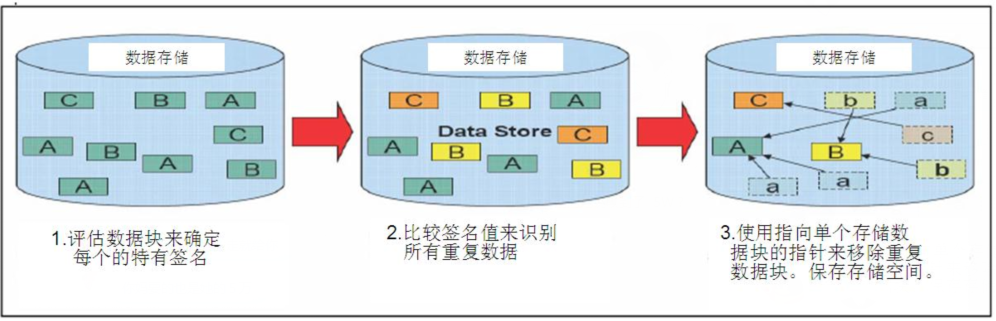 数据存储
C B A
C
A B
A B
A
1.评估数据块来确定
每个的特有签名
数据存储
C B A
Data Store C
A B
A B
A
2.比较签名值来识别
所有重复数据
数据存储
C b a
c
A B
b
a a
3.使用指向单个存储数
据块的指针来移除重复
数据块。保存存储空间。